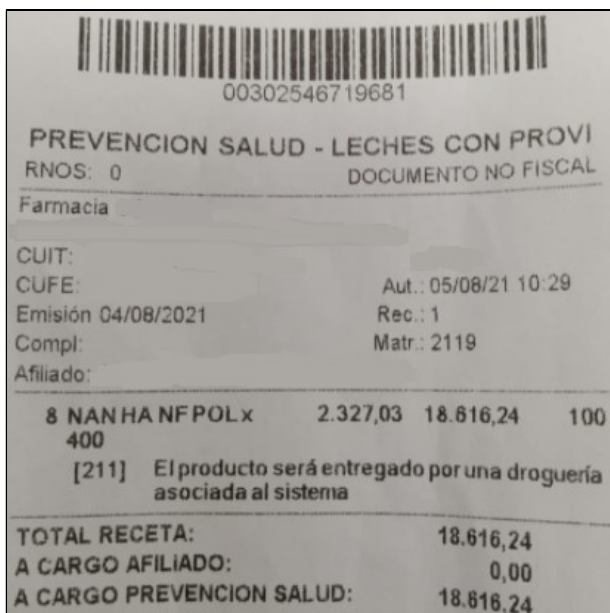 00302546719681
PREVENCION SALUD - LECHES CON PROVI
RNOS: 0 DOCUMENTO NO FISCAL
Farmacia
CUIT:
CUFE: Aut.: 05/08/21 10:29
Emisión 04/08/2021 Rec.: 1
Compl: Matr.: 2119
Afiliado:
8 NAN HA NF POL x 2.327,03 18.616,24 100
400
[211] El producto será entregado por una droguería
asociada al sistema
TOTAL RECETA: 18.616,24
A CARGO AFILIADO: 0,00
A CARGO PREVENCION SALUD: 18.616,24